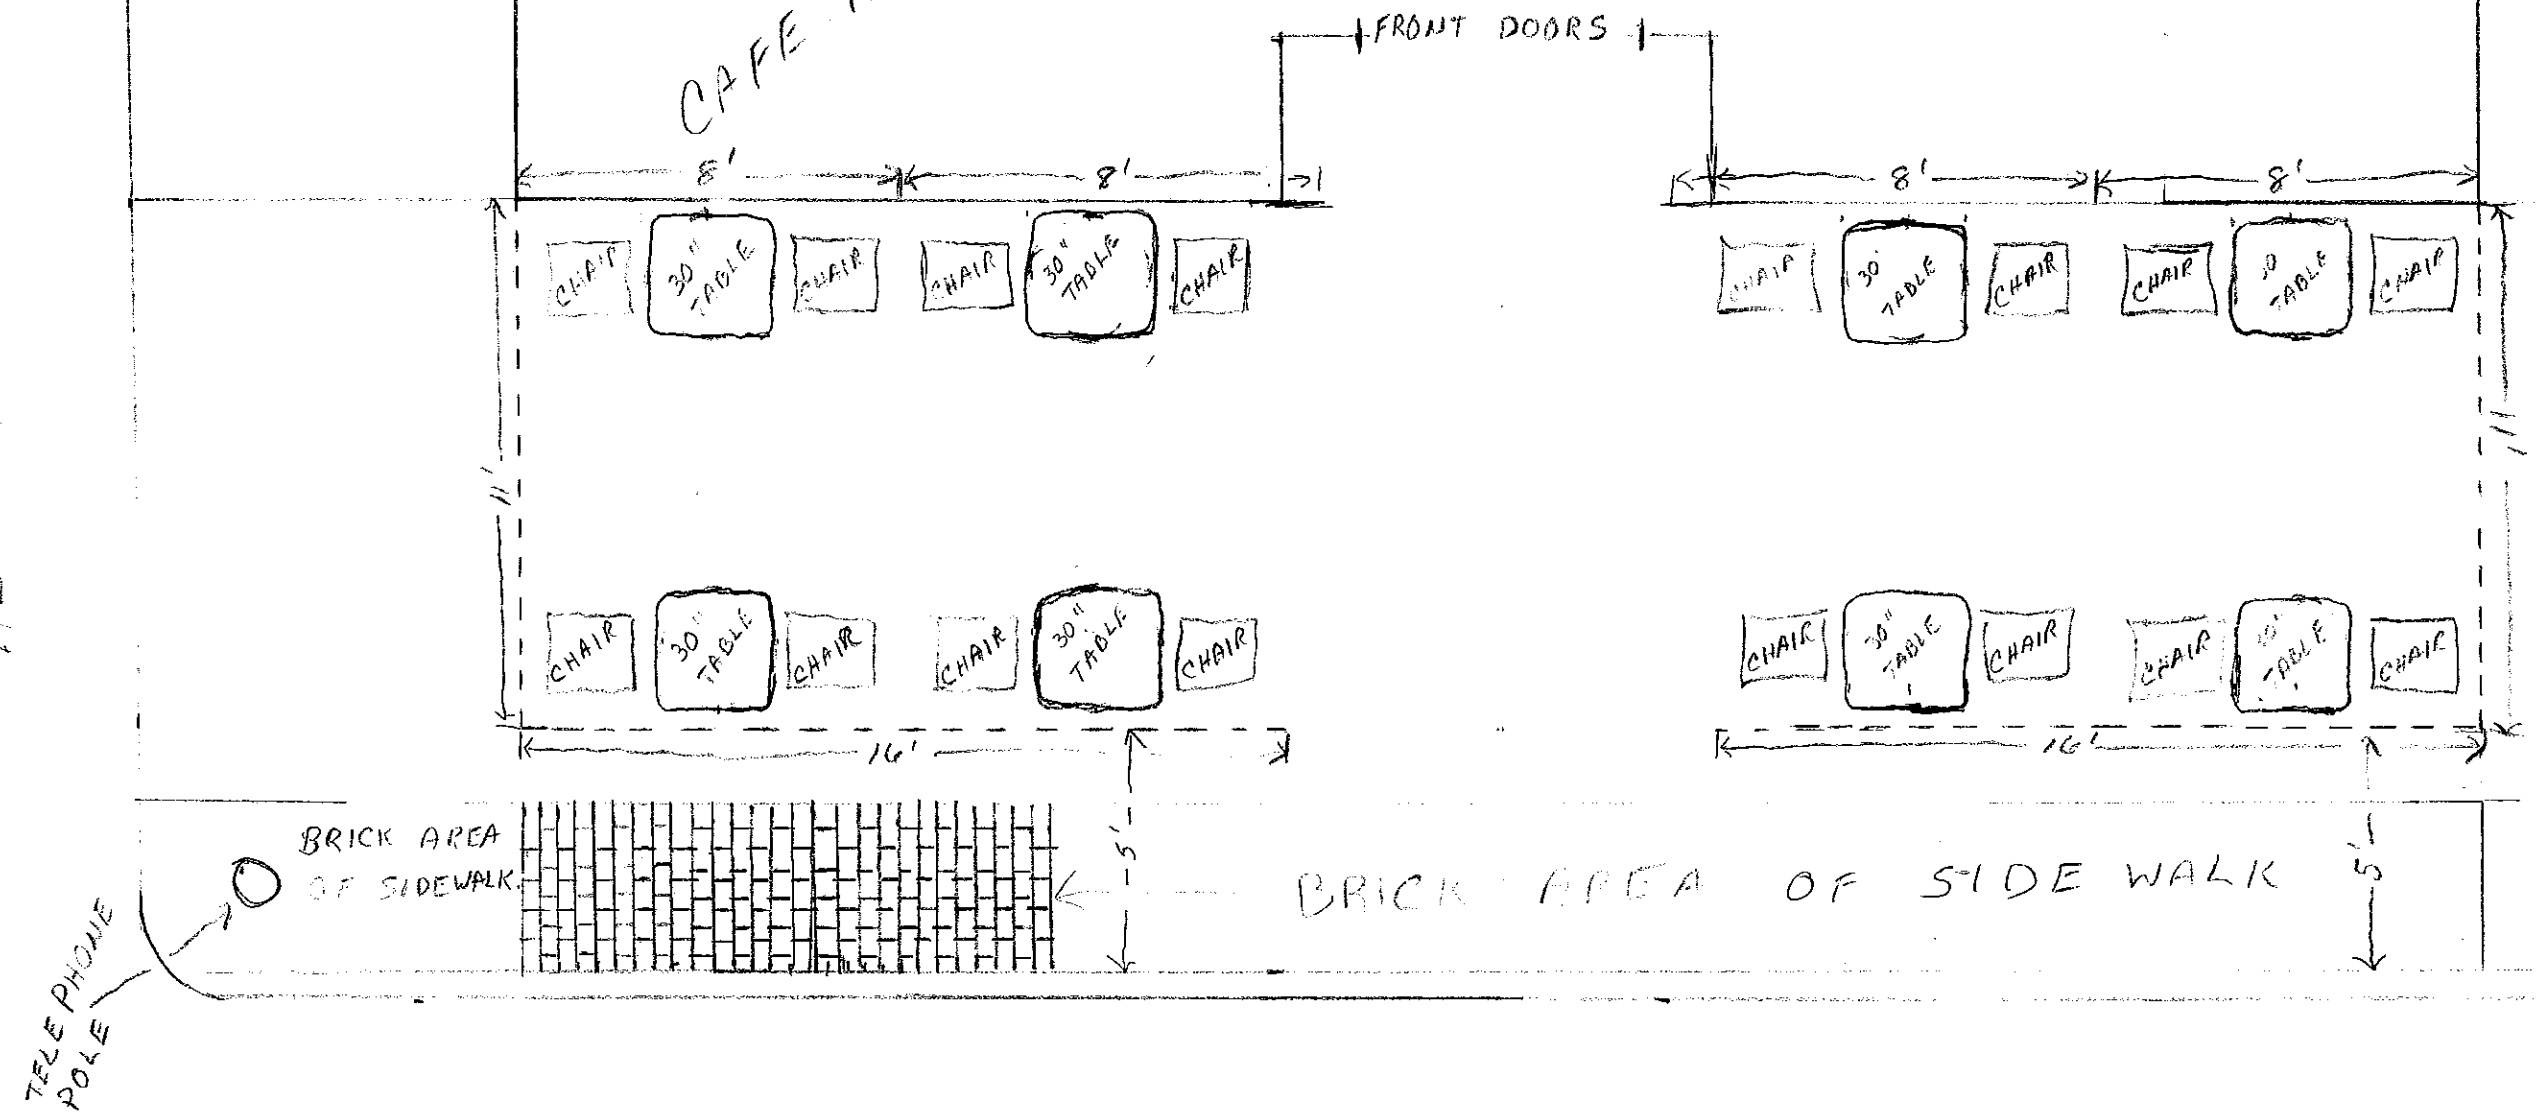 CAFE
FRONT DOORS
8'
8'
8'
8'
CHAIR
30"
TABLE
CHAIR
CHAIR
30"
TABLE
CHAIR
CHAIR
30'
TABLE
CHAIR
CHAIR
TABLE
CHAIR
11'
11'
CHAIR
30"
TABLE
CHAIR
CHAIR
30"
TABLE
CHAIR
CHAIR
30"
TABLE
CHAIR
CHAIR
30'
TABLE
CHAIR
16'
16'
5'
5'
BRICK AREA
OF SIDEWALK
BRICK AREA OF SIDE WALK
TELEPHONE
POLE